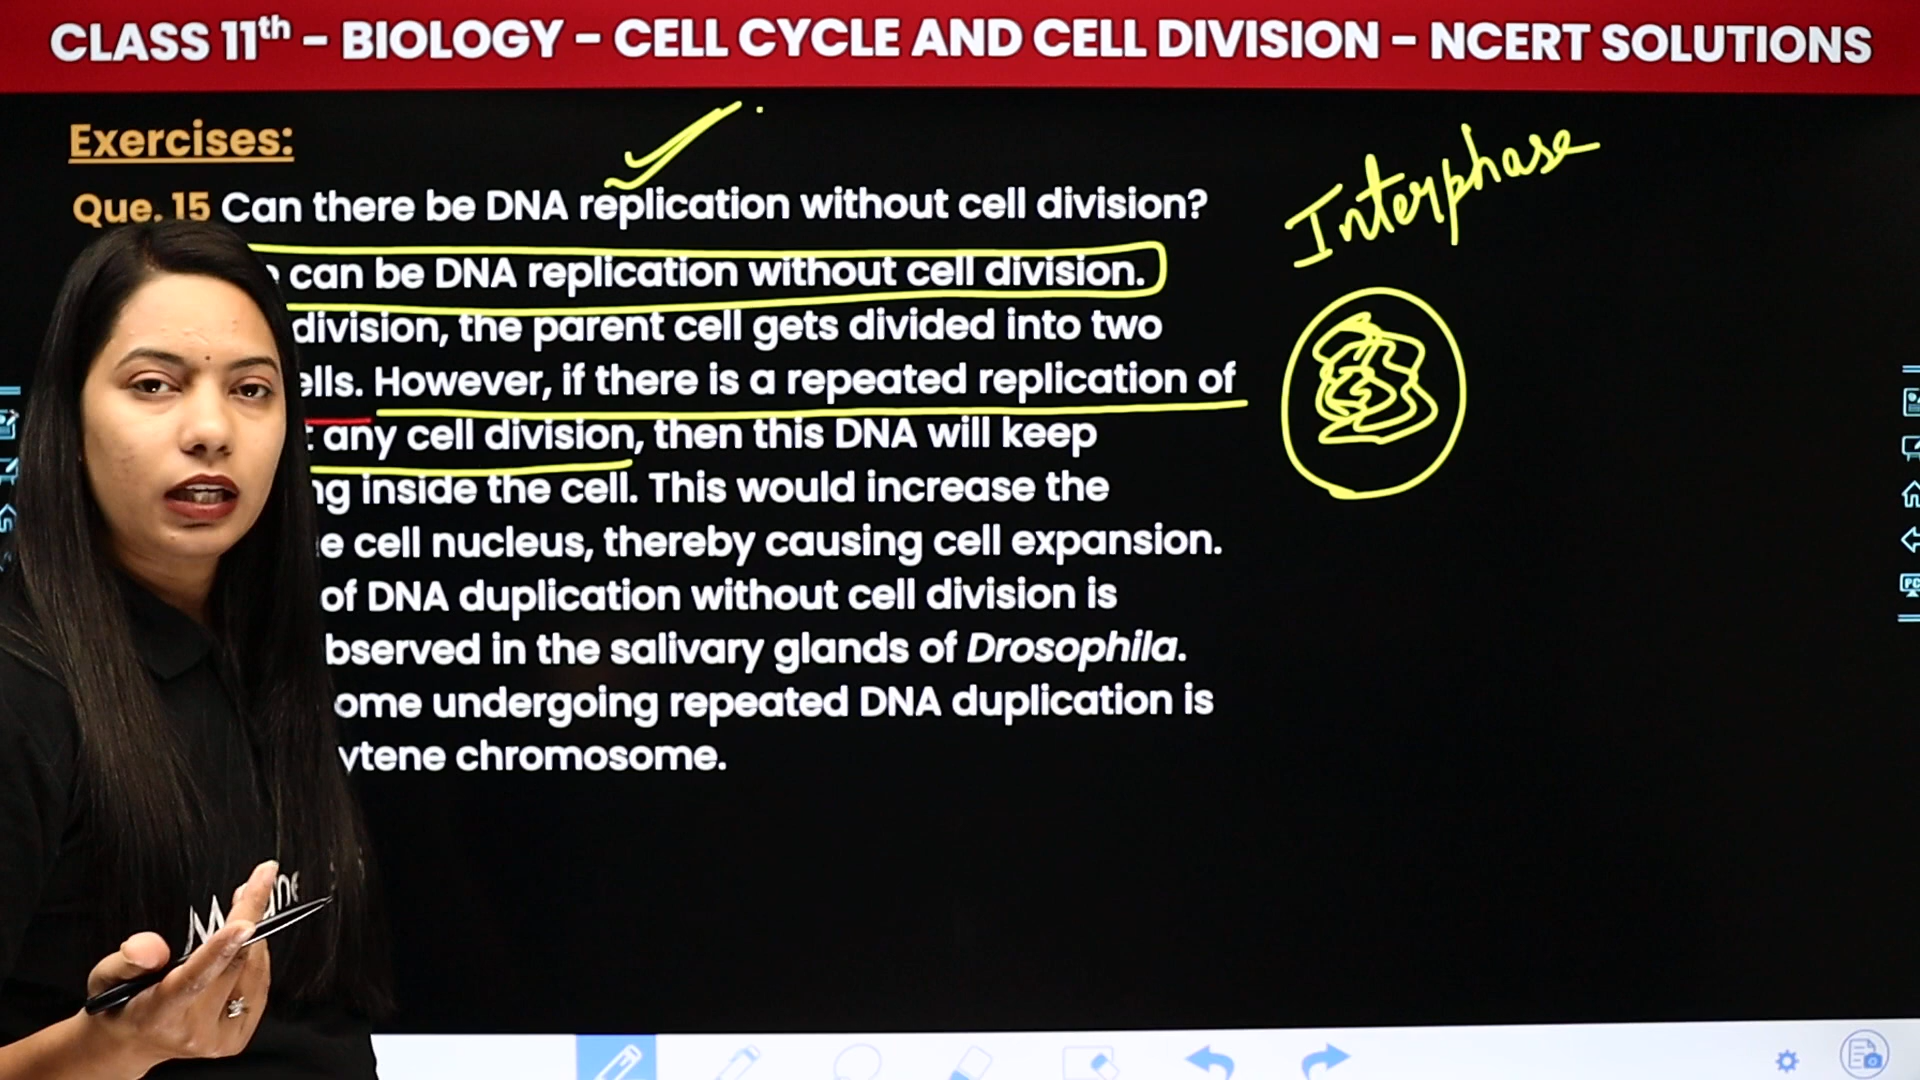 CLASS 11th - BIOLOGY - CELL CYCLE AND CELL DIVISION - NCERT SOLUTIONS
Exercises:
Que. 15 Can there be DNA replication without cell division?
can be DNA replication without cell division.
division, the parent cell gets divided into two
However, if there is a repeated replication of
any cell division, then this DNA will keep
inside the cell. This would increase the
cell nucleus, thereby causing cell expansion.
of DNA duplication without cell division is
in the salivary glands of Drosophila.
undergoing repeated DNA duplication is
chromosome.
Interphase